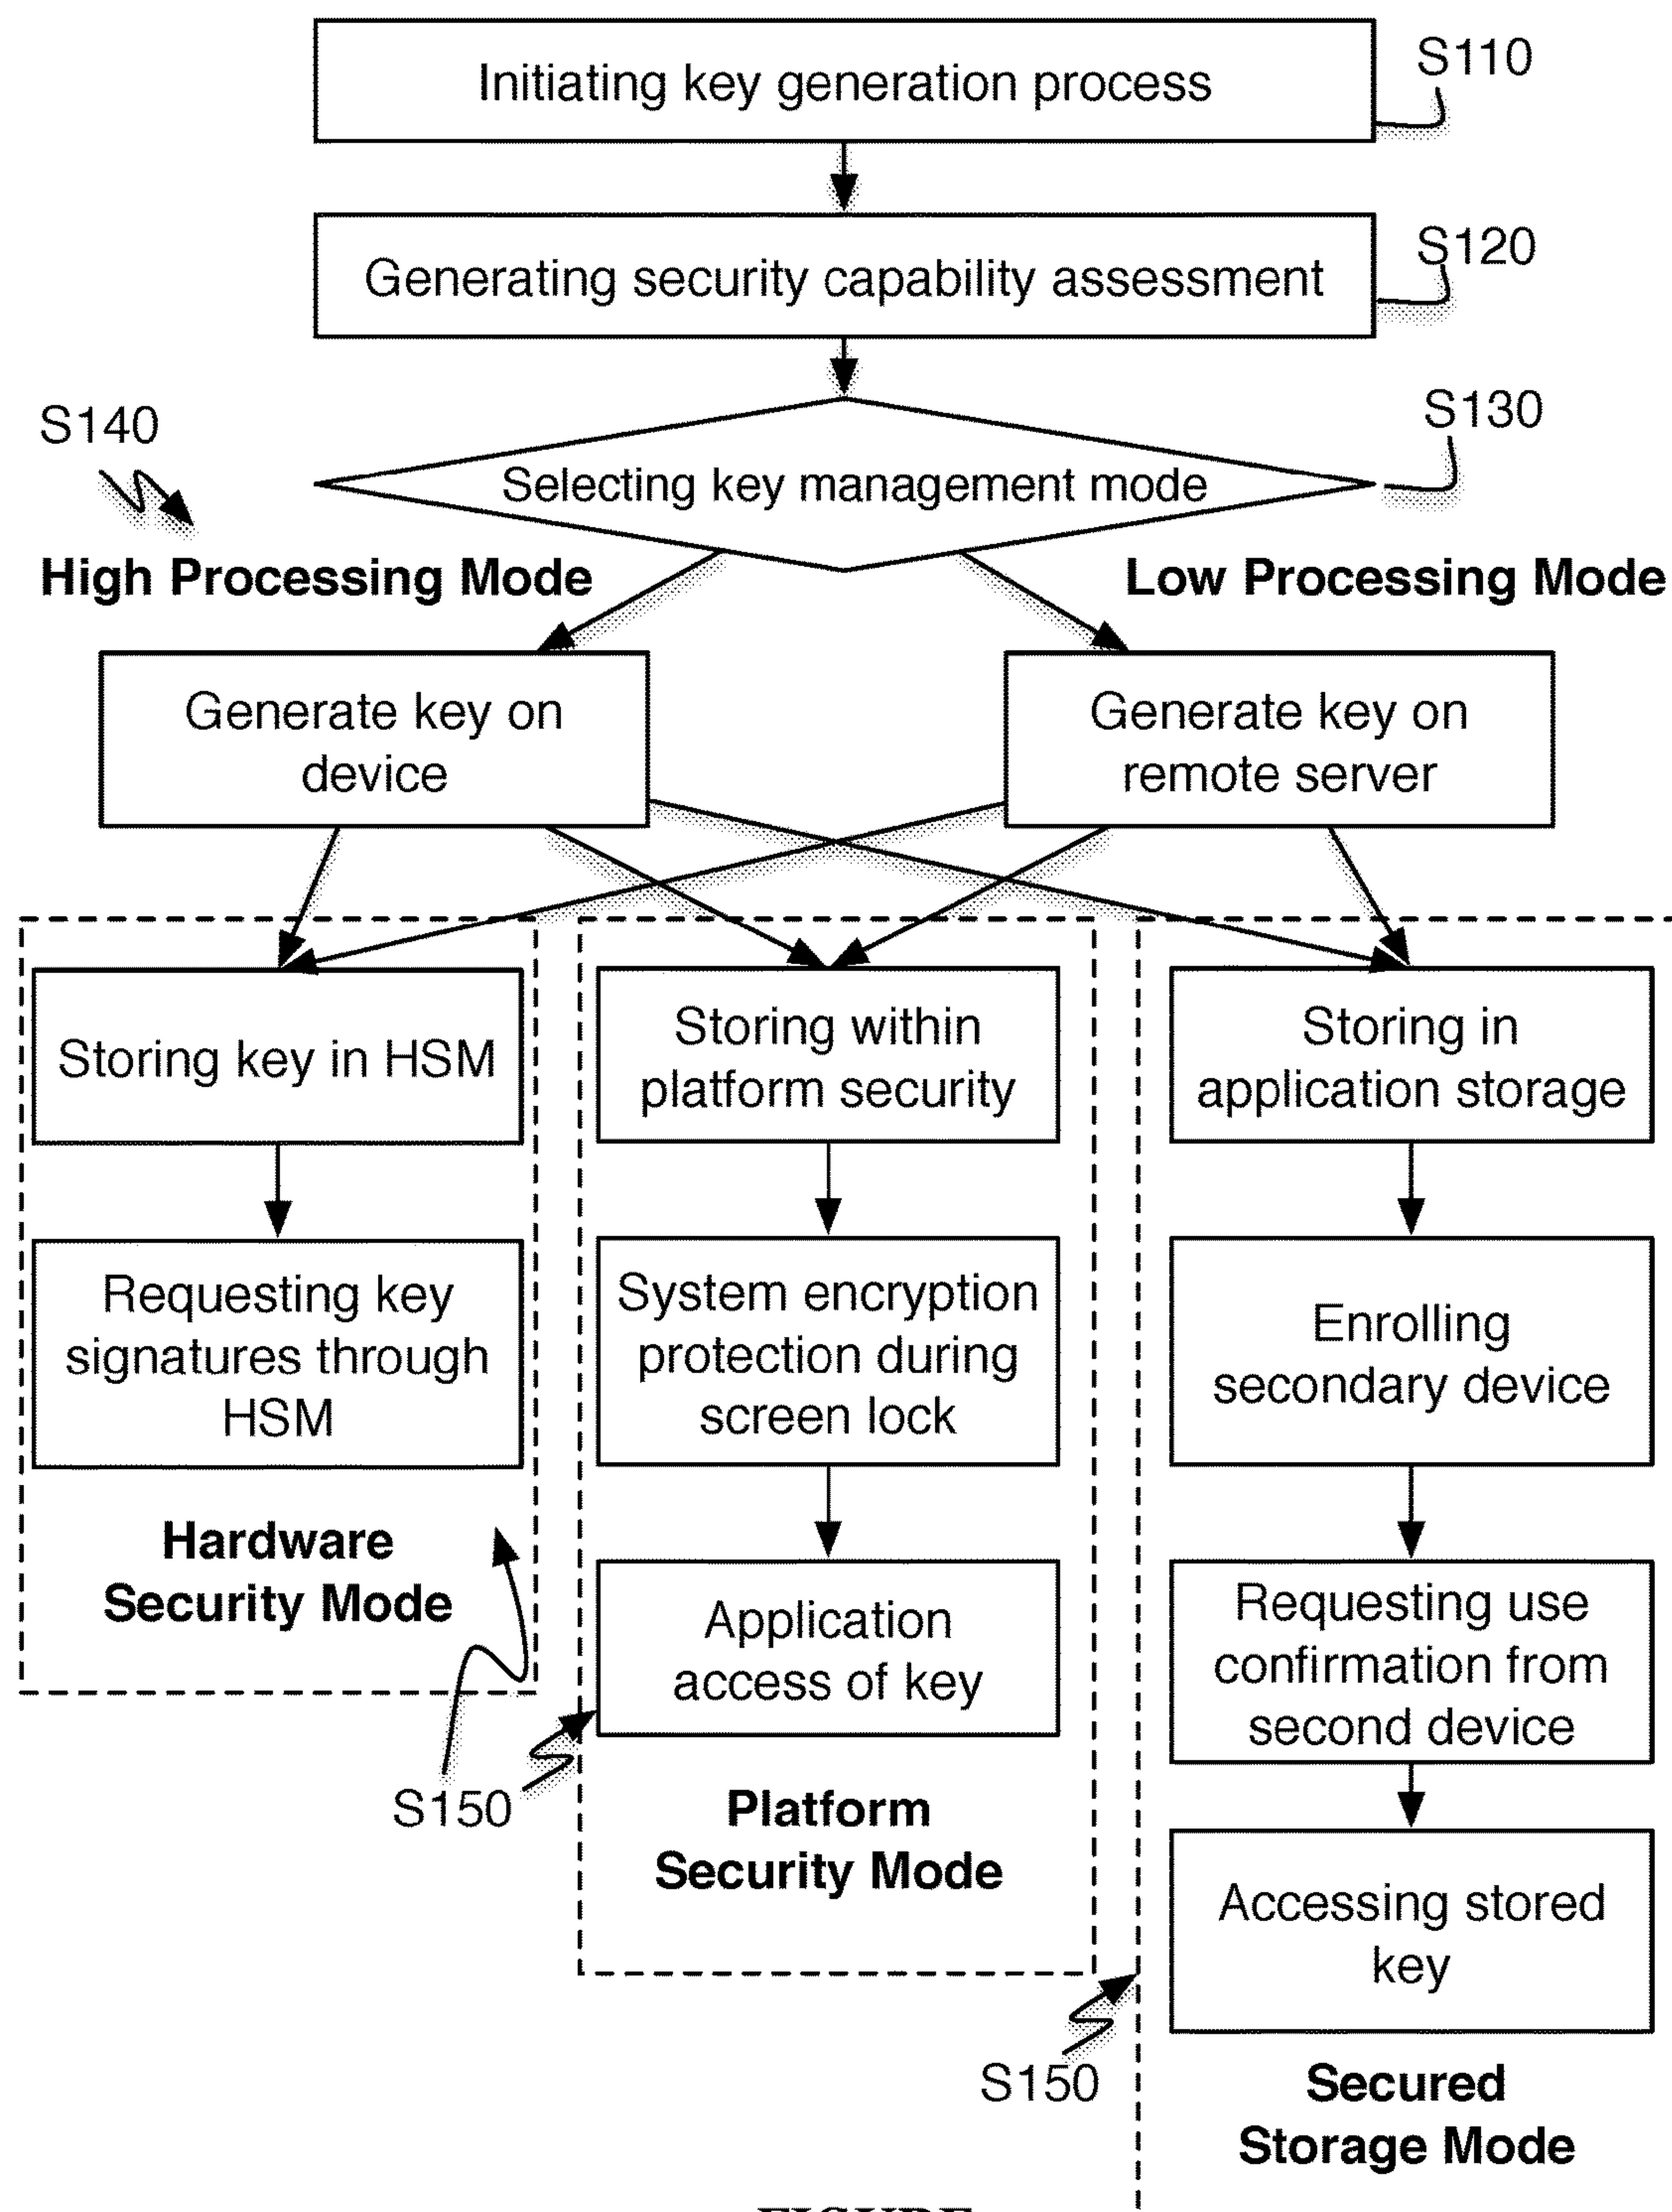 Initiating key generation process
S110
Generating security capability assessment
S120
S140
S130
Selecting key management mode
High Processing Mode
Low Processing Mode
Generate key on
device
Generate key on
remote server
Storing key in HSM
Requesting key
signatures through
HSM
Hardware
Security Mode
Storing within
platform security
System encryption
protection during
screen lock
Application
access of key
S150
Platform
Security Mode
Storing in
application storage
Enrolling
secondary device
Requesting use
confirmation from
second device
Accessing stored
key
S150
Secured
Storage Mode